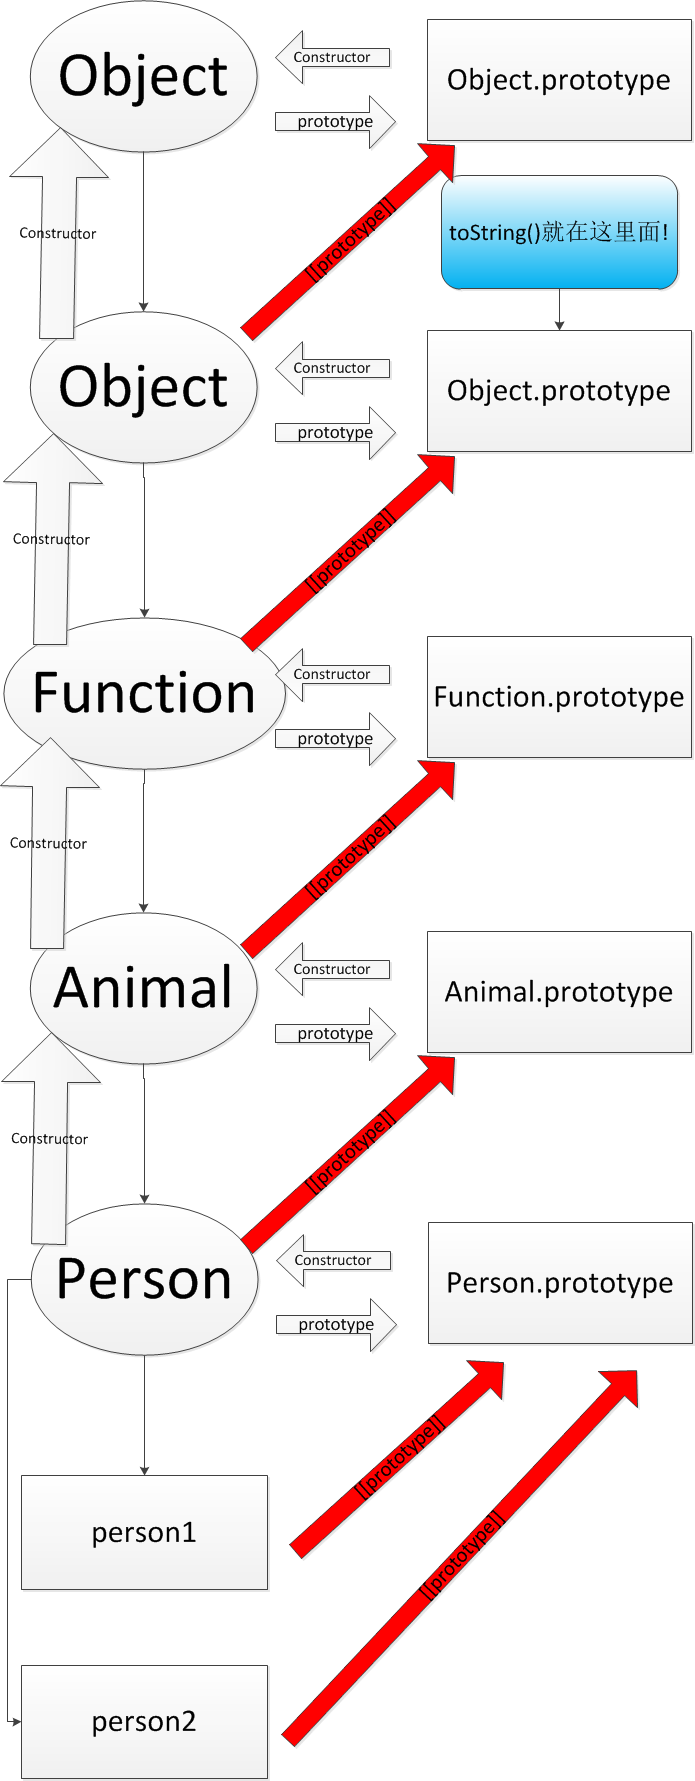 Object
Constructor
Object.prototype
prototype
toString()就在这里面!
Constructor
[[prototype]]
Object
Constructor
Object.prototype
prototype
Constructor
[[prototype]]
Function
Constructor
Function.prototype
prototype
Constructor
[[prototype]]
Animal
Constructor
Animal.prototype
prototype
Constructor
[[prototype]]
Person
Constructor
Person.prototype
prototype
[[prototype]]
person1
[[prototype]]
person2